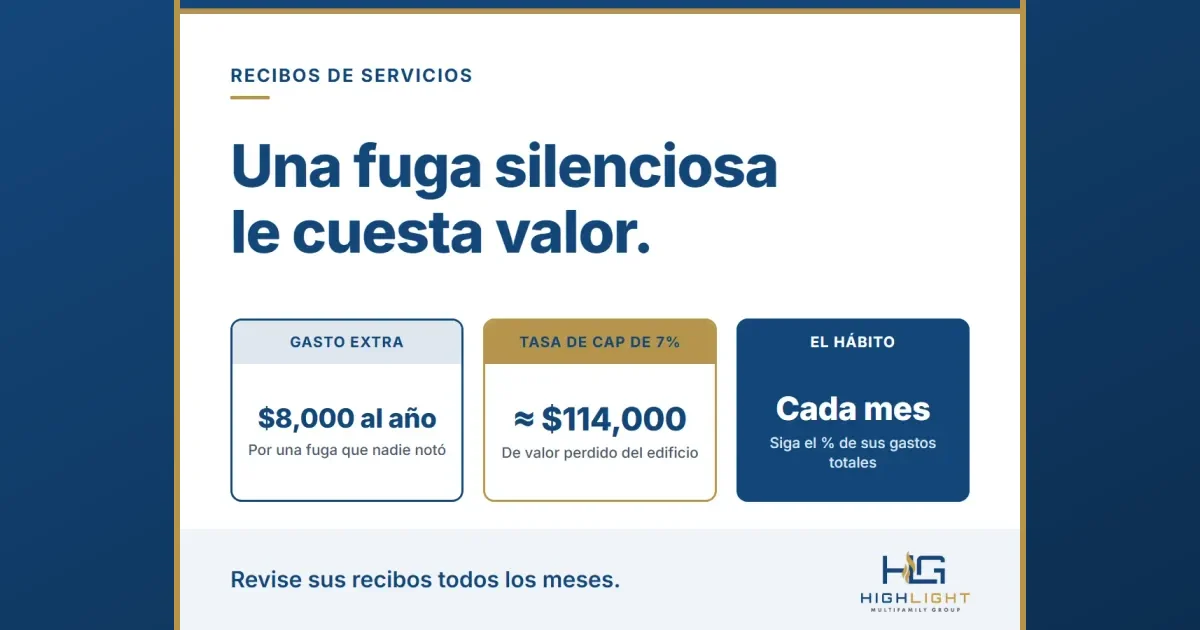 RECIBOS DE SERVICIOS
Una fuga silenciosa
le cuesta valor.
GASTO EXTRA
$8,000 al año
Por una fuga que nadie notó
TASA DE CAP DE 7%
≈ $114,000
De valor perdido del edificio
EL HÁBITO
Cada mes
Siga el % de sus gastos
totales
Revise sus recibos todos los meses.
HLG
HIGHLIGHT
MULTIFAMILY GROUP